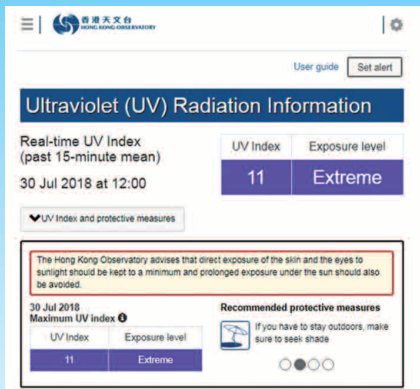 香港天文台
HONG KONG OBSERVATORY
User guide
Set alert
Ultraviolet (UV) Radiation Information
Real-time UV Index
(past 15-minute mean)
30 Jul 2018 at 12:00
UV Index Exposure level
11 Extreme
UV Index and protective measures
The Hong Kong Observatory advises that direct exposure of the skin and the eyes to
sunlight should be kept to a minimum and prolonged exposure under the sun should also
be avoided.
30 Jul 2018
Maximum UV index
UV Index Exposure level
11 Extreme
Recommended protective measures
If you have to stay outdoors, make
sure to seek shade